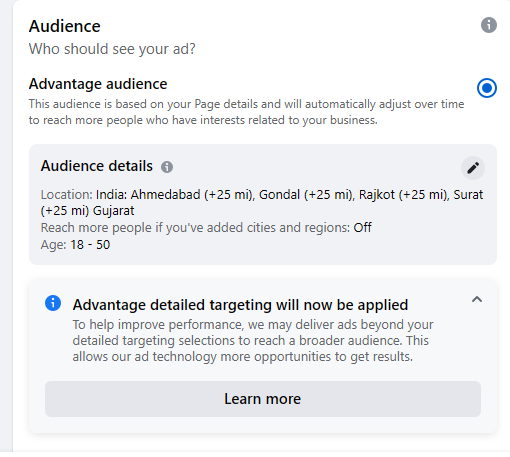 Audience
Who should see your ad?
Advantage audience
This audience is based on your Page details and will automatically adjust over time
to reach more people who have interests related to your business.
Audience details
Location: India: Ahmedabad (+25 mi), Gondal (+25 mi), Rajkot (+25 mi), Surat
(+25 mi) Gujarat
Reach more people if you've added cities and regions: Off
Age: 18 - 50
Advantage detailed targeting will now be applied
To help improve performance, we may deliver ads beyond your
detailed targeting selections to reach a broader audience. This
allows our ad technology more opportunities to get results.
Learn more